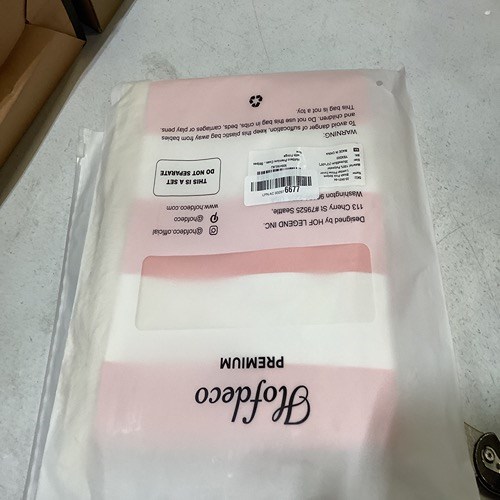 Hofdeco
PREMIUM
Designed by HOF LEGEND INC.
113 Cherry St #79525 Seattle,
Washington
@hofdeco.official
@hofdeco
www.hofdeco.com
7799
THIS IS A SET
DO NOT SEPARATE
WARNING:
To avoid danger of suffocation, keep this plastic bag away from babies
and children. Do not use this bag in cribs, beds, carriages or play pens.
This bag is not a toy.